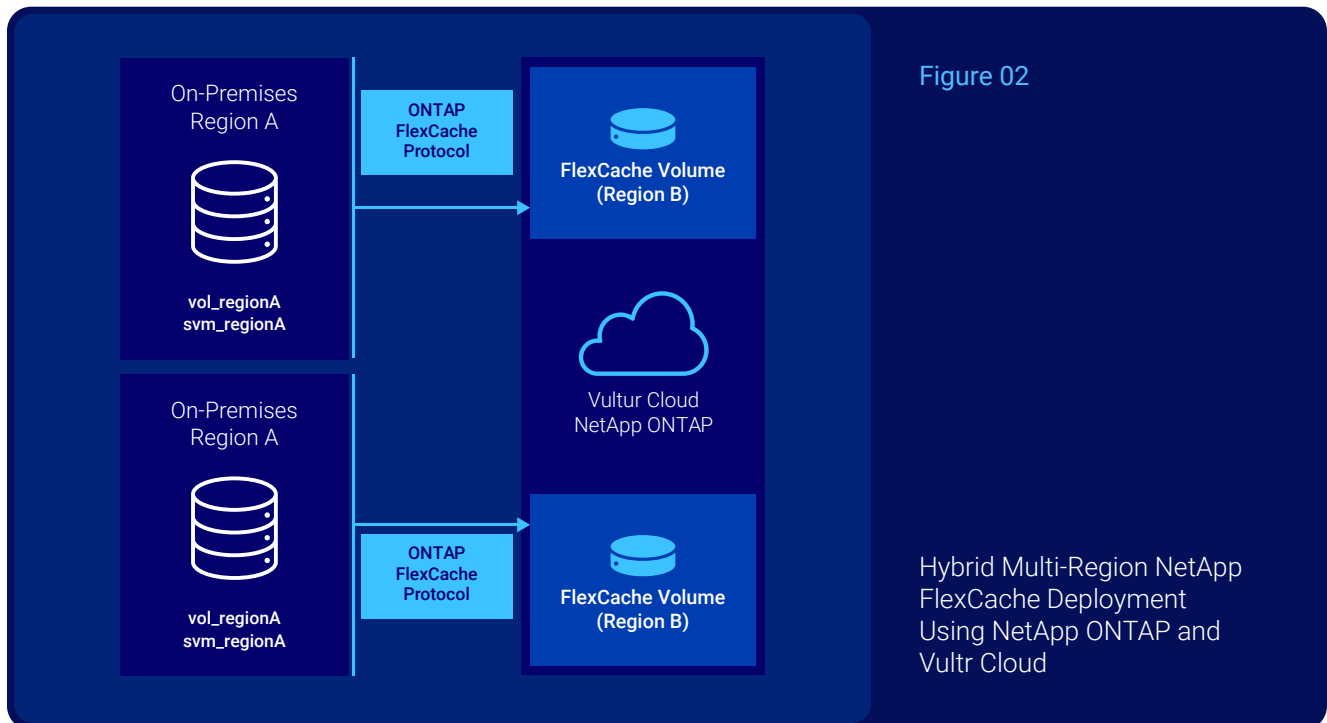 On-Premises
Region A
vol_regionA
svm_regionA
ONTAP
FlexCache
Protocol
FlexCache Volume
(Region B)
Vultur Cloud
NetApp ONTAP
On-Premises
Region A
vol_regionA
svm_regionA
ONTAP
FlexCache
Protocol
FlexCache Volume
(Region B)
Figure 02
Hybrid Multi-Region NetApp
FlexCache Deployment
Using NetApp ONTAP and
Vultr Cloud